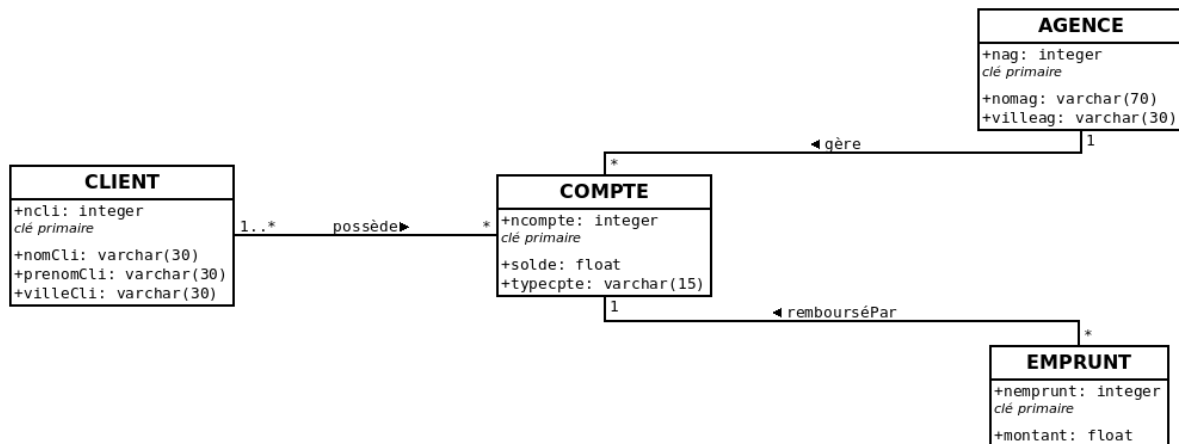 AGENCE
+nag: integer
clé primaire
+nomag: varchar(70)
+villeag: varchar(30)
1
◄ gère
*
CLIENT
+ncli: integer
clé primaire
+nomCli: varchar(30)
+prenomCli: varchar(30)
+villeCli: varchar(30)
1..*
possède►
*
COMPTE
+ncompte: integer
clé primaire
+solde: float
+typecpte: varchar(15)
1
◄ rembourséPar
*
EMPRUNT
+nemprunt: integer
clé primaire
+montant: float